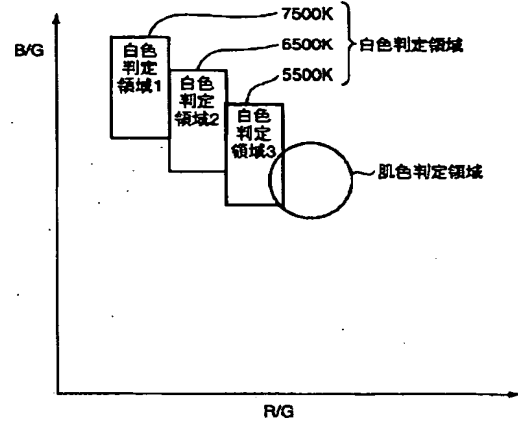 B/G
7500K
6500K
5500K
白色判定領域
白色
判定
領域1
白色
判定
領域2
白色
判定
領域3
肌色判定領域
R/G